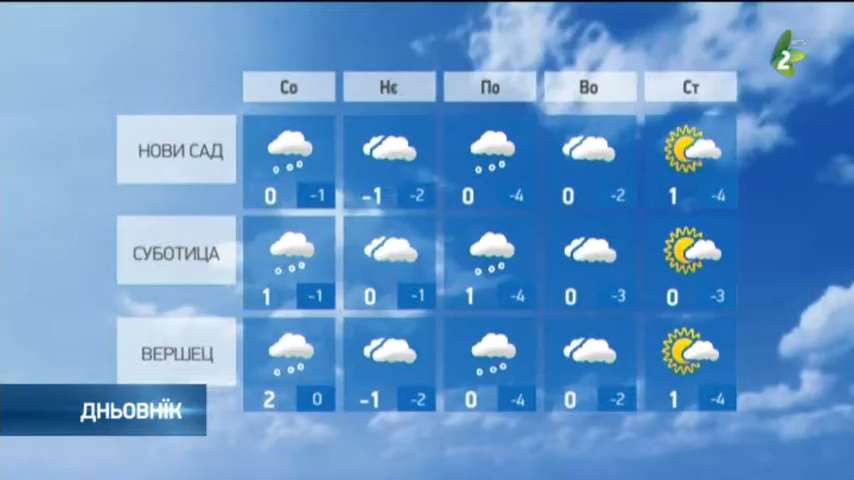 Со Нє По Во Ст
НОВИ САД
0 -1 -1 -2 0 -4 0 -2 1 -4
СУБОТИЦА
1 -1 0 -1 1 -4 0 -3 0 -3
ВЕРШЕЦ
2 0 -1 -2 0 -4 0 -2 1 -4
ДНЬОВНЇК
2